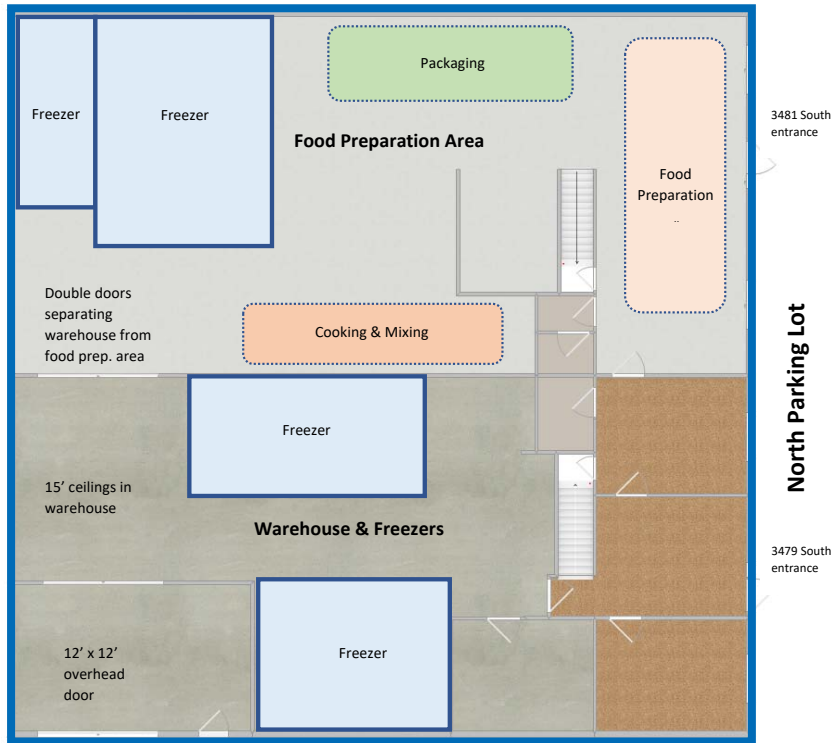 Packaging
Freezer
Freezer
3481 South
entrance
Food Preparation Area
Food
Preparation
..
Double doors
separating
warehouse from
food prep. area
Cooking & Mixing
North Parking Lot
Freezer
15’ ceilings in
warehouse
Warehouse & Freezers
3479 South
entrance
12’ x 12’
overhead
door
Freezer